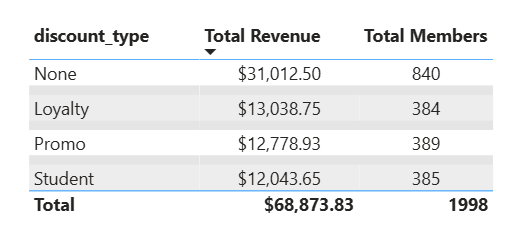 discount_type Total Revenue Total Members
None $31,012.50 840
Loyalty $13,038.75 384
Promo $12,778.93 389
Student $12,043.65 385
Total $68,873.83 1998